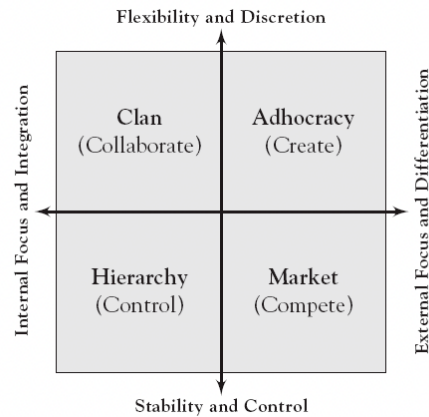 Flexibility and Discretion
Internal Focus and Integration
Clan
(Collaborate)
Adhocracy
(Create)
Hierarchy
(Control)
Market
(Compete)
External Focus and Differentiation
Stability and Control